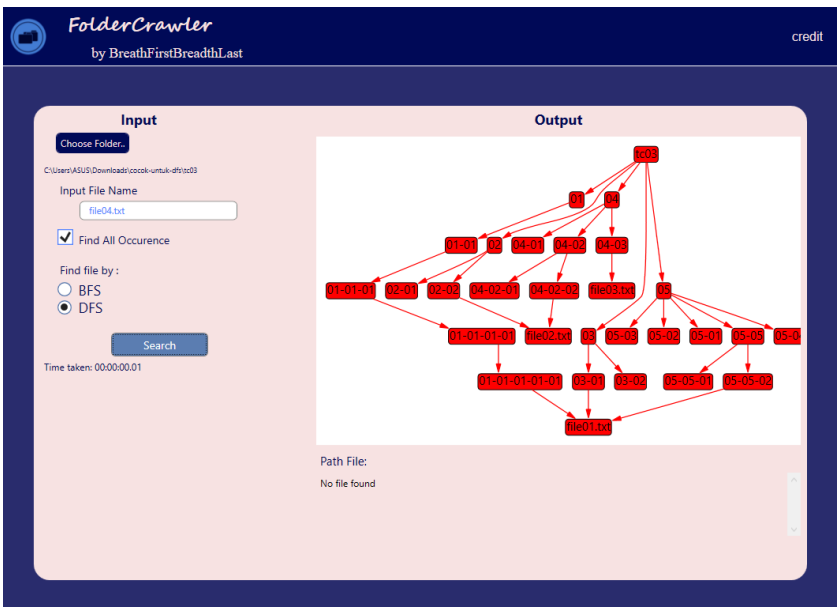 FolderCrawler
by BreathFirstBreadthLast
credit
Input
Choose Folder..
C:\Users\ASUS\Downloads\cocok-untuk-dfs\tc03
Input File Name
file04.txt
Find All Occurence
Find file by :
BFS
DFS
Search
Time taken: 00:00:00.01
Output
tc03
01 04
01-01 02 04-01 04-02 04-03
01-01-01 02-01 02-02 04-02-01 04-02-02 file03.txt 05
01-01-01-01 file02.txt 03 05-03 05-02 05-01 05-05
01-01-01-01-01 03-01 03-02 05-05-01 05-05-02
file01.txt
Path File:
No file found